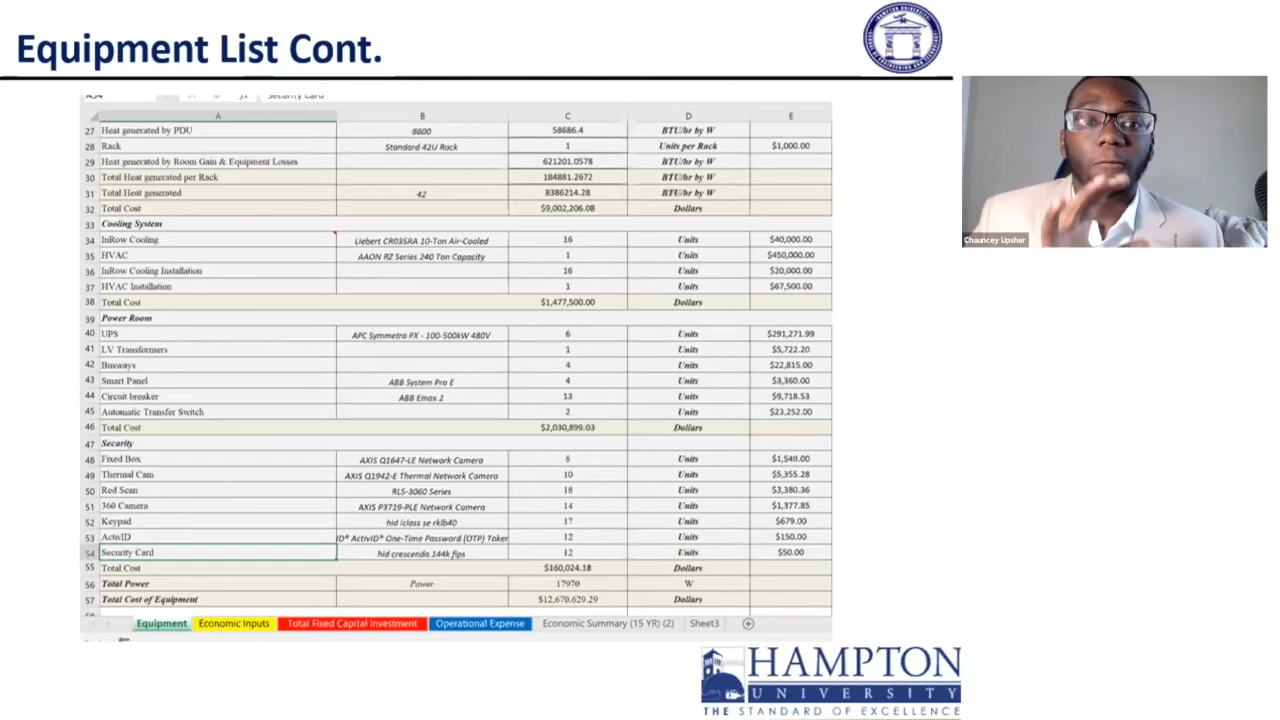 Equipment List Cont.
A B C D E
27 Heat generated by PDU 8600 58686.4 BTU/hr by W
28 Rack Standard 42U Rack 1 Units per Rack $1,000.00
29 Heat generated by Room Gain & Equipment Losses 621201.0578 BTU/hr by W
30 Total Heat generated per Rack 184881.2672 BTU/hr by W
31 Total Heat generated 42 8386214.28 BTU/hr by W
32 Total Cost $9,002,206.08 Dollars
33 Cooling System
34 InRow Cooling Liebert CR035RA 10-Ton Air-Cooled 16 Units $40,000.00
35 HVAC AAON RZ Series 240 Ton Capacity 1 Units $450,000.00
36 InRow Cooling Installation 16 Units $20,000.00
37 HVAC Installation 1 Units $67,500.00
38 Total Cost $1,477,500.00 Dollars
39 Power Room
40 UPS APC Symmetra PX - 100-500kW 480V 6 Units $291,271.99
41 LV Transformers 1 Units $5,722.20
42 Busways 4 Units $22,815.00
43 Smart Panel ABB System Pro E 4 Units $3,360.00
44 Circuit breaker ABB Emax 2 13 Units $9,718.53
45 Automatic Transfer Switch 2 Units $23,252.00
46 Total Cost $2,030,899.03 Dollars
47 Security
48 Fixed Box AXIS Q1647-LE Network Camera 8 Units $1,549.00
49 Thermal Cam AXIS Q1942-E Thermal Network Camera 10 Units $5,355.28
50 Red Scan RLS-3060 Series 18 Units $3,380.36
51 360 Camera AXIS P3719-PLE Network Camera 14 Units $1,377.85
52 Keypad hid iclass se rklb40 17 Units $679.00
53 ActivID ID® ActivID® One-Time Password (OTP) Token 12 Units $150.00
54 Security Card hid crescendo 144k fips 12 Units $50.00
55 Total Cost $160,024.18 Dollars
56 Total Power Power 17970 W
57 Total Cost of Equipment $12,670,629.29 Dollars
Equipment Economic Inputs Total Fixed Capital Investment Operational Expense Economic Summary (15 YR) (2) Sheet3
Chauncey Upsher
HAMPTON
UNIVERSITY
THE STANDARD OF EXCELLENCE